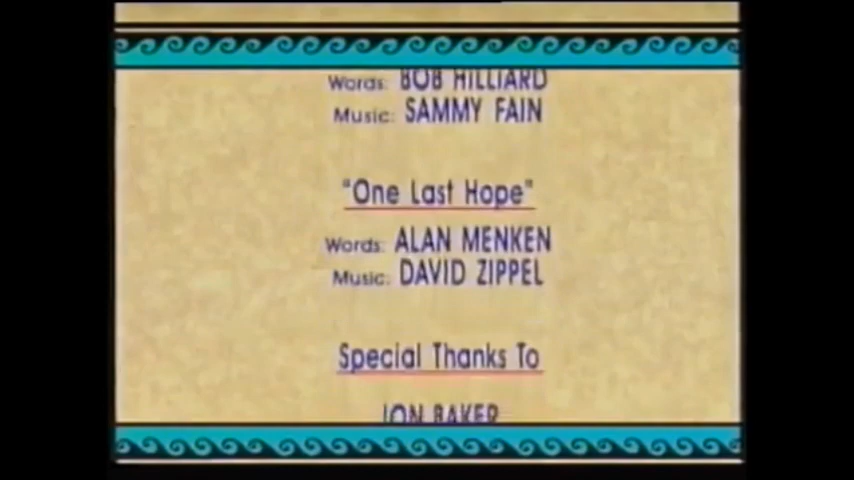 Words: BOB HILLIARD
Music: SAMMY FAIN
"One Last Hope"
Words: ALAN MENKEN
Music: DAVID ZIPPEL
Special Thanks To
JON BAKER